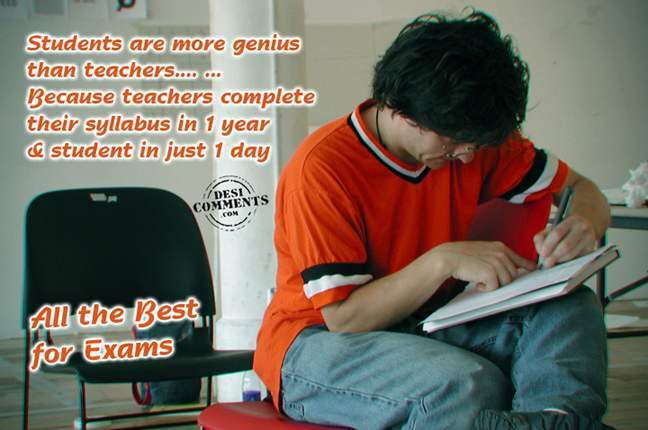 Students are more genius
than teachers.... ...
Because teachers complete
their syllabus in 1 year
& student in just 1 day
DESI
COMMENTS
.COM
All the Best
for Exams